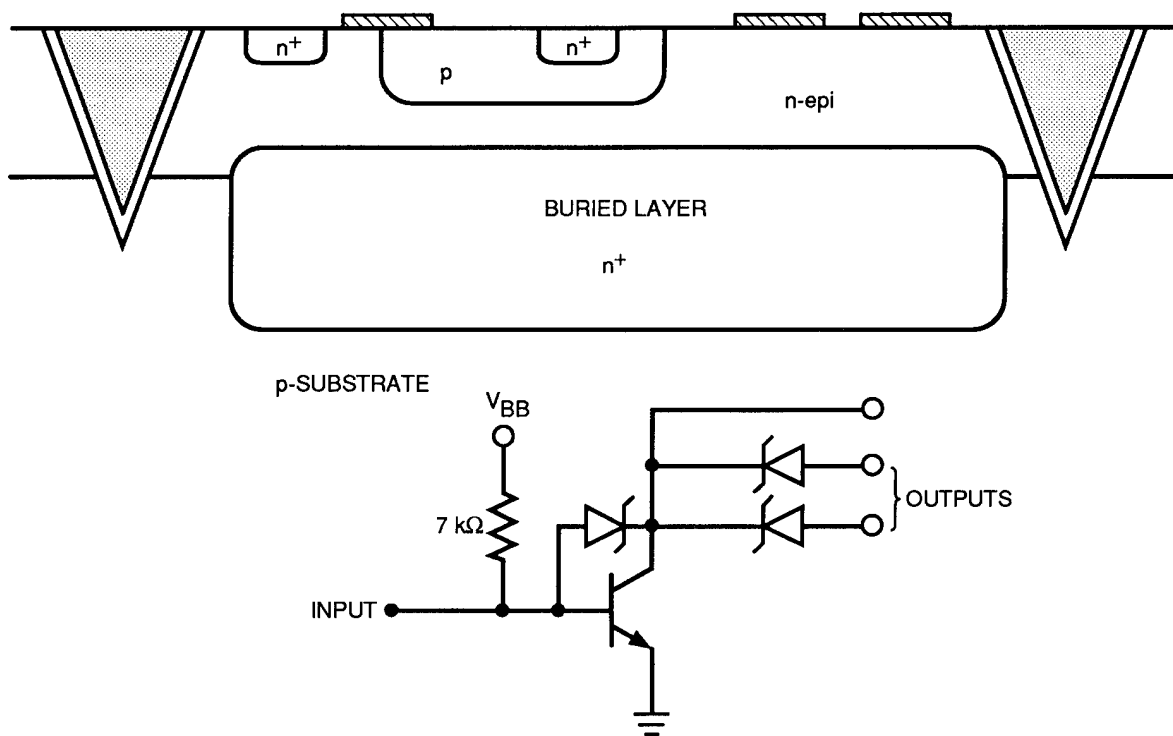 n+
n+
p
n-epi
BURIED LAYER
n+
p-SUBSTRATE
VBB
7 kΩ
OUTPUTS
INPUT